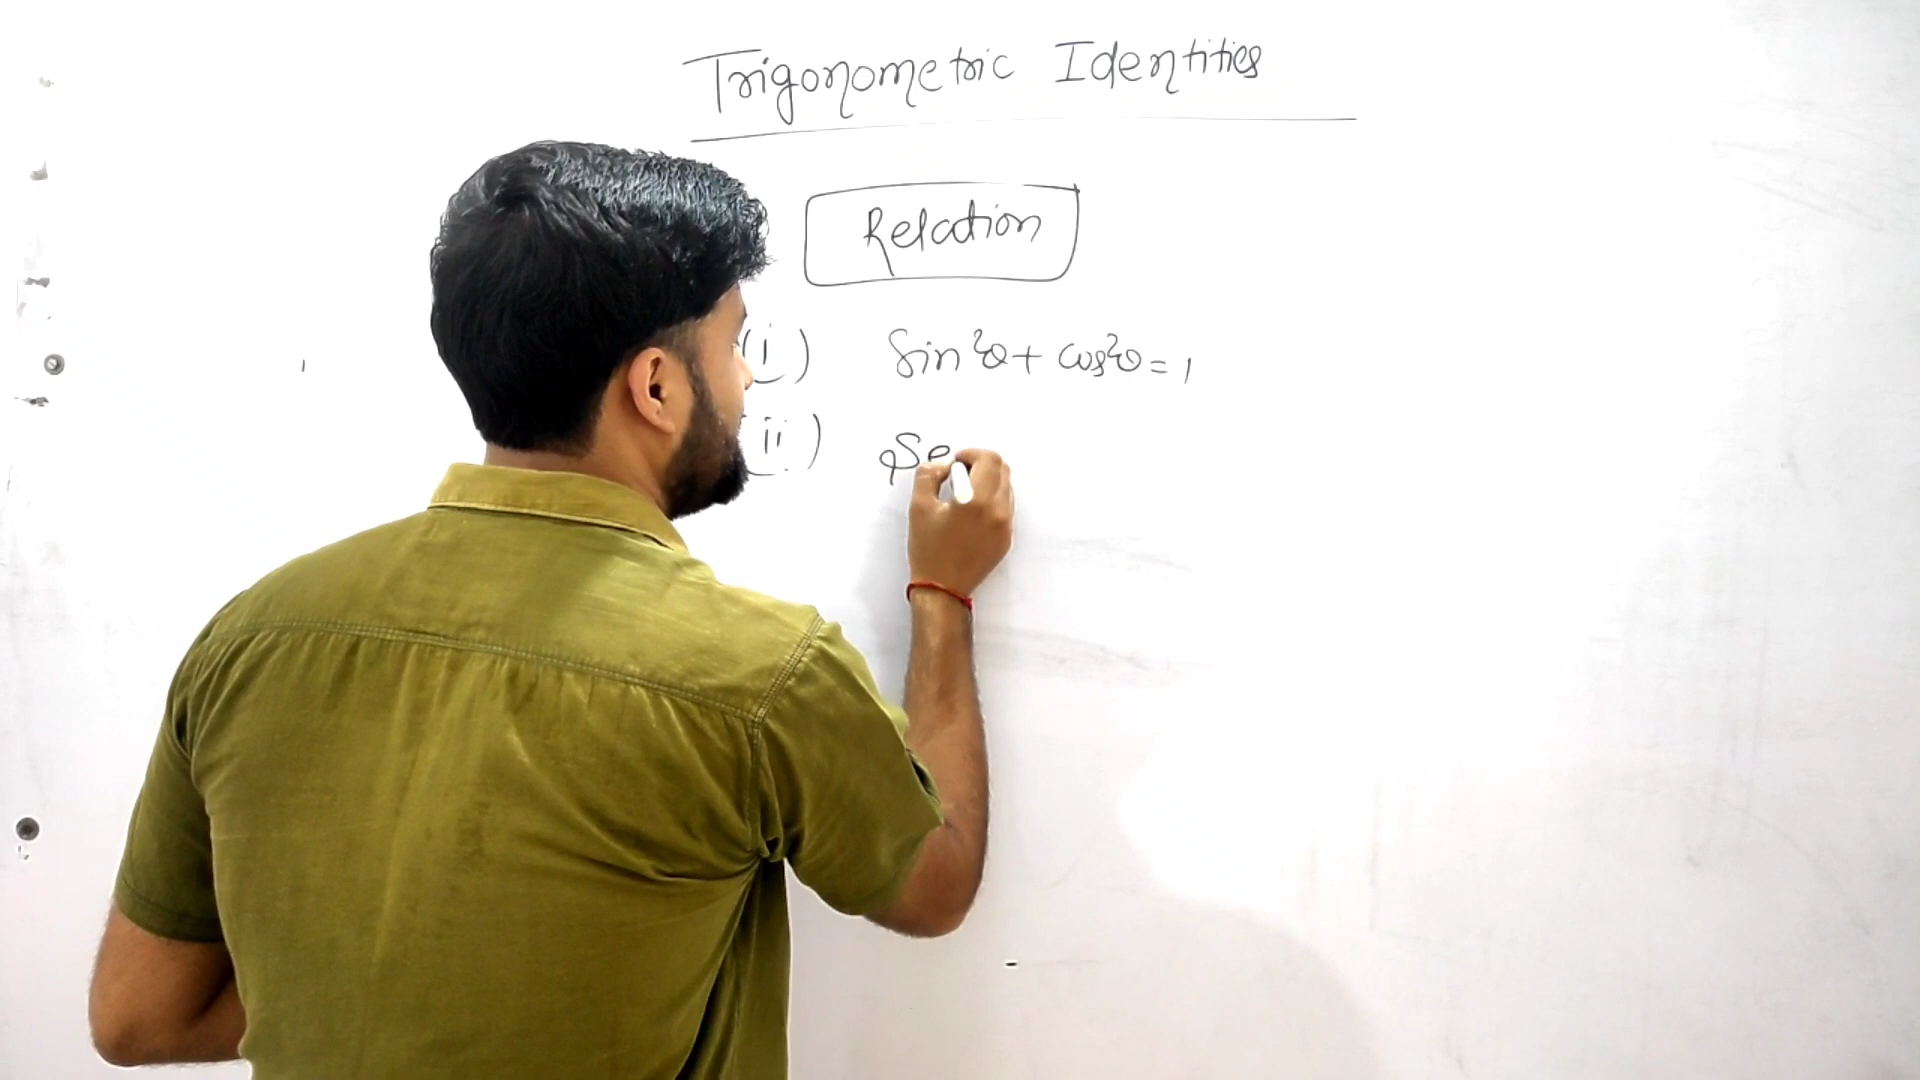 Trigonometric Identities
Relation
(i) Sin²θ + cos²θ = 1
(ii) Se